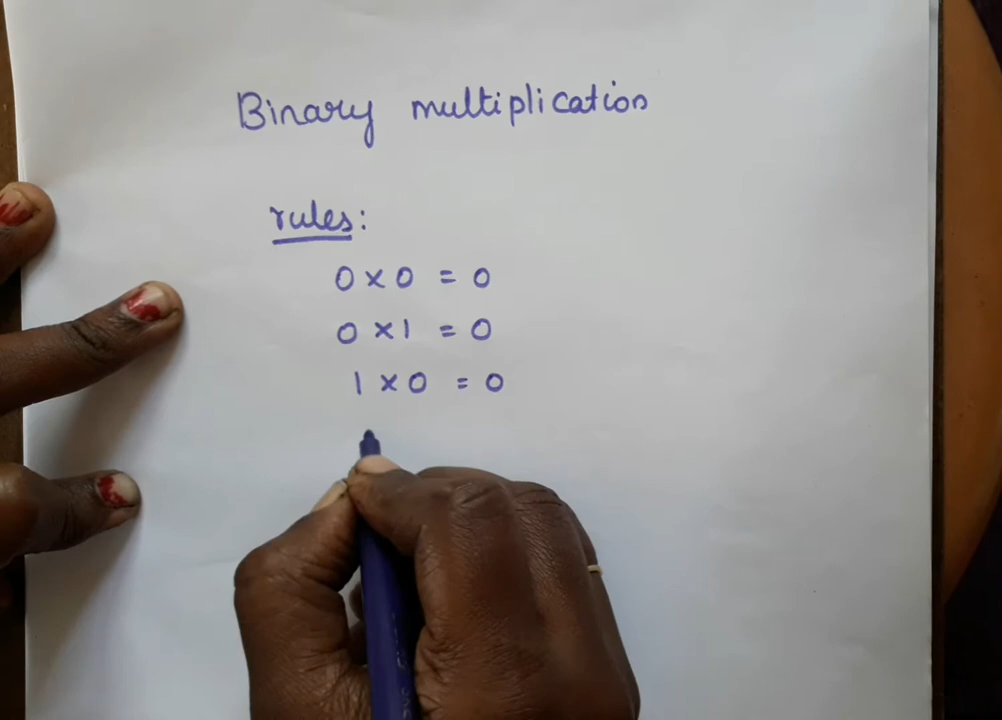 Binary multiplication
rules:
0 × 0 = 0
0 × 1 = 0
1 × 0 = 0